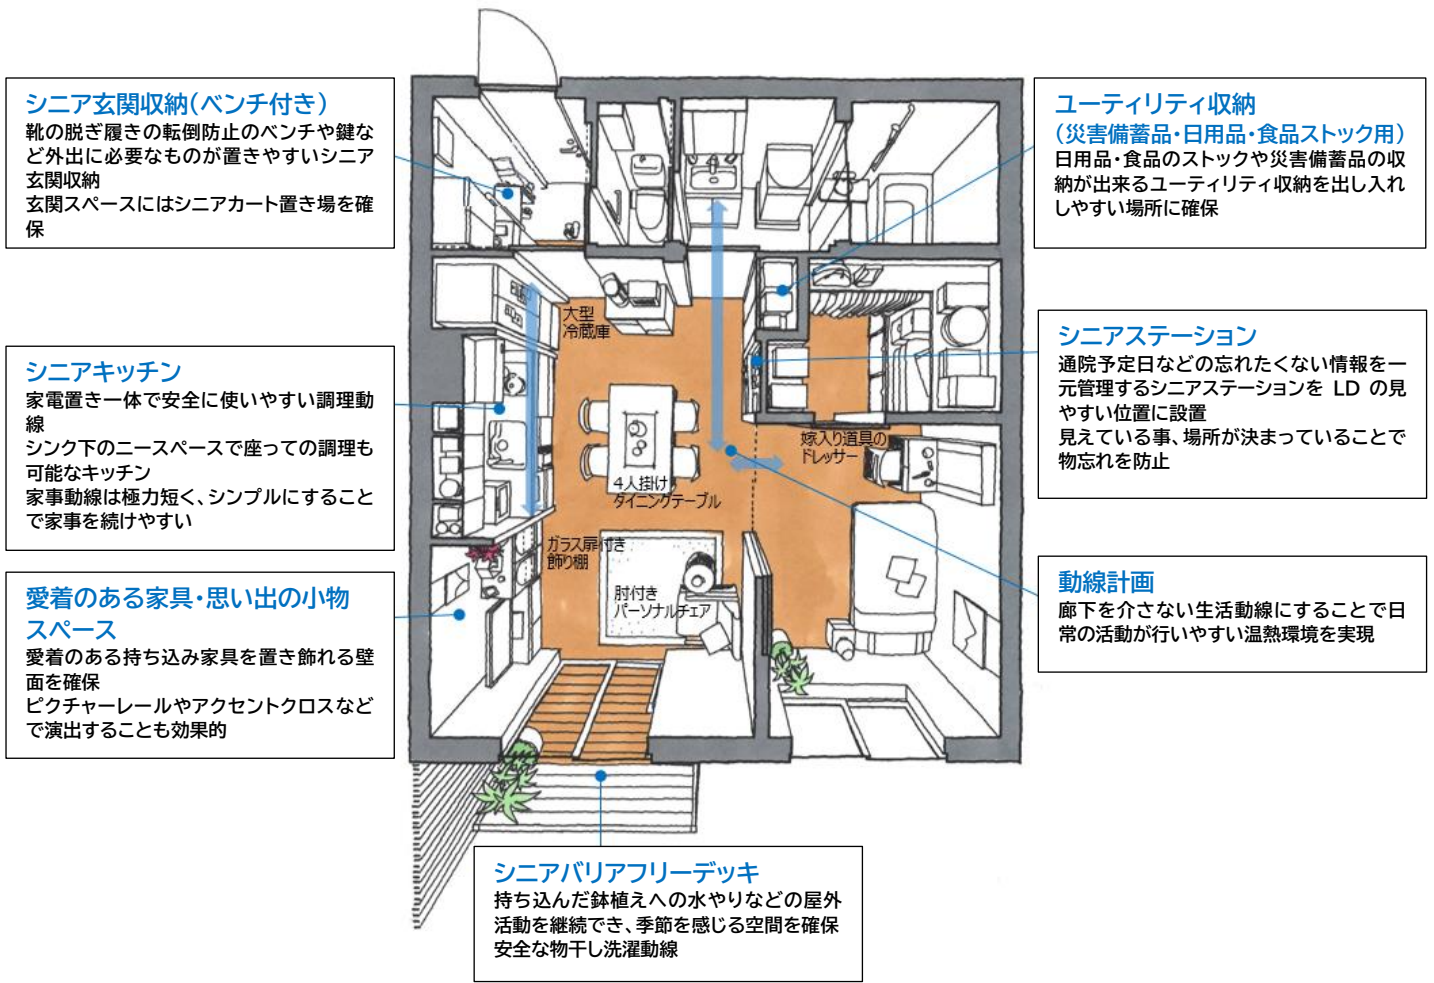 シニア玄関収納(ベンチ付き)
靴の脱ぎ履きの転倒防止のベンチや鍵な
ど外出に必要なものが置きやすいシニア
玄関収納
玄関スペースにはシニアカート置き場を確
保
シニアキッチン
家電置き一体で安全に使いやすい調理動
線
シンク下のニースペースで座っての調理も
可能なキッチン
家事動線は極力短く、シンプルにすること
で家事を続けやすい
愛着のある家具・思い出の小物
スペース
愛着のある持ち込み家具を置き飾れる壁
面を確保
ピクチャーレールやアクセントクロスなど
で演出することも効果的
大型
冷蔵庫
4人掛け
ダイニングテーブル
ガラス扉付き
飾り棚
肘付き
パーソナルチェア
嫁入り道具の
ドレッサー
ユーティリティ収納
(災害備蓄品・日用品・食品ストック用)
日用品・食品のストックや災害備蓄品の収
納が出来るユーティリティ収納を出し入れ
しやすい場所に確保
シニアステーション
通院予定日などの忘れたくない情報を一
元管理するシニアステーションを LD の見
やすい位置に設置
見えている事、場所が決まっていることで
物忘れを防止
動線計画
廊下を介さない生活動線にすることで日
常の活動が行いやすい温熱環境を実現
シニアバリアフリーデッキ
持ち込んだ鉢植えへの水やりなどの屋外
活動を継続でき、季節を感じる空間を確保
安全な物干し洗濯動線